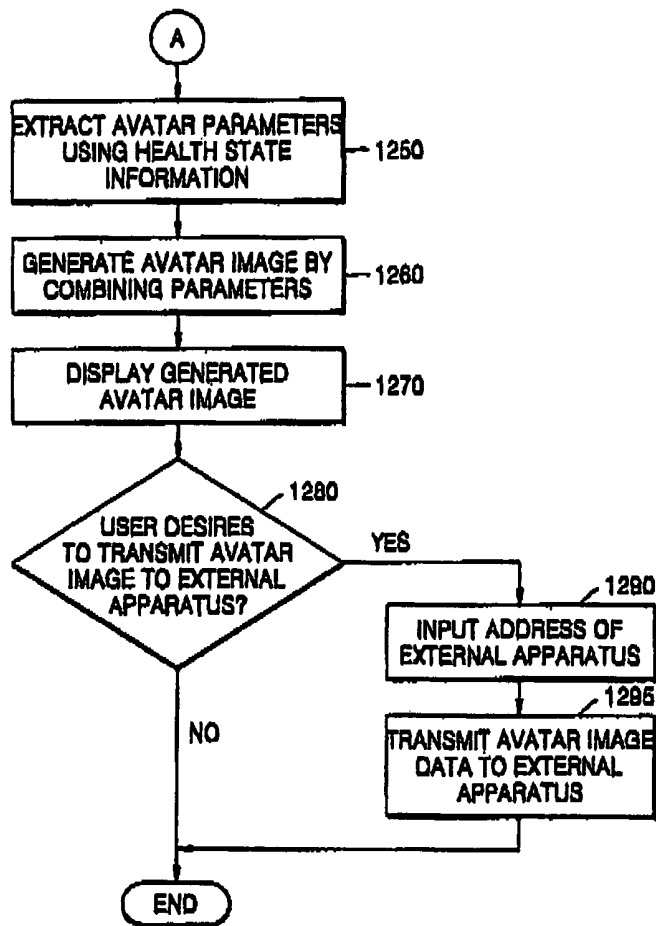 A
EXTRACT AVATAR PARAMETERS
USING HEALTH STATE
INFORMATION
1250
GENERATE AVATAR IMAGE BY
COMBINING PARAMETERS
1260
DISPLAY GENERATED
AVATAR IMAGE
1270
1280
USER DESIRES
TO TRANSMIT AVATAR
IMAGE TO EXTERNAL
APPARATUS?
YES
1290
INPUT ADDRESS OF
EXTERNAL APPARATUS
1295
TRANSMIT AVATAR IMAGE
DATA TO EXTERNAL
APPARATUS
NO
END